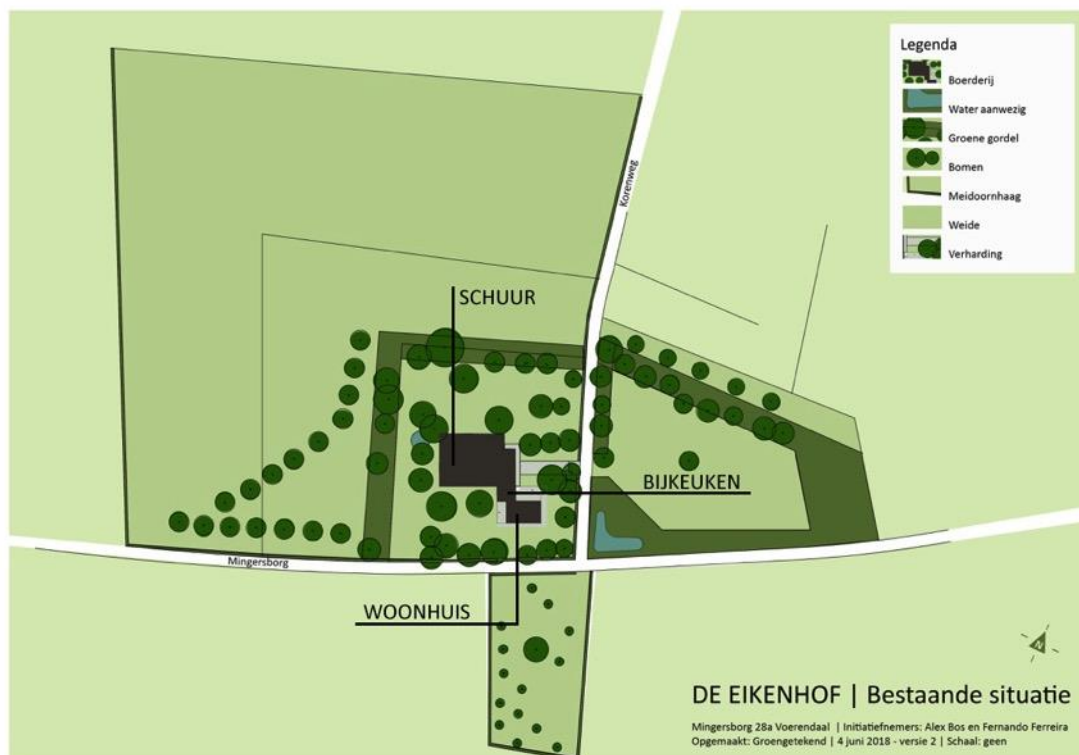 Legenda
Boerderij
Water aanwezig
Groene gordel
Bomen
Meidoornhaag
Weide
Verharding
Korenweg
SCHUUR
BIJKEUKEN
Mingersborg
WOONHUIS
N
DE EIKENHOF | Bestaande situatie
Mingersborg 28a Voerendaal | Initiatiefnemers: Alex Bos en Fernando Ferreira
Opgemaakt: Groengetekend | 4 juni 2018 - versie 2 | Schaal: geen